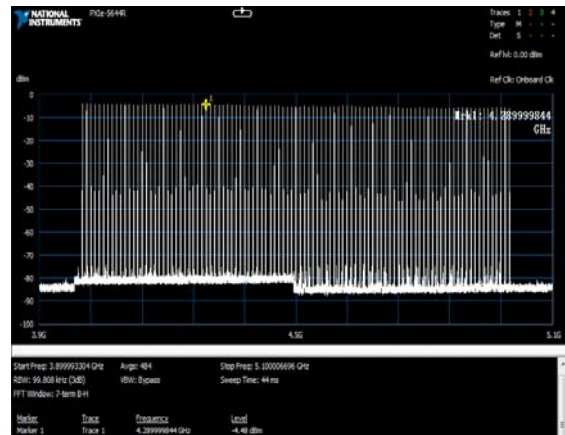 NATIONAL INSTRUMENTS
PXIe-5644R
Traces 1 2 3 4
Type M - - -
Det S - - -
Ref lvl: 0.00 dBm
dBm
Ref Clk: Onboard Clk
0
Mrk1: 4.289999844 GHz
1
-10
-20
-30
-40
-50
-60
-70
-80
-90
-100
3.9G
4.5G
5.1G
Start Freq: 3.899993304 GHz
Avgs: 484
Stop Freq: 5.100006696 GHz
RBW: 99.808 kHz (3dB)
VBW: Bypass
Sweep Time: 44 ms
FFT Window: 7-term B-H
Marker Trace Frequency Level
Marker 1 Trace 1 4.289999844 GHz -4.48 dBm